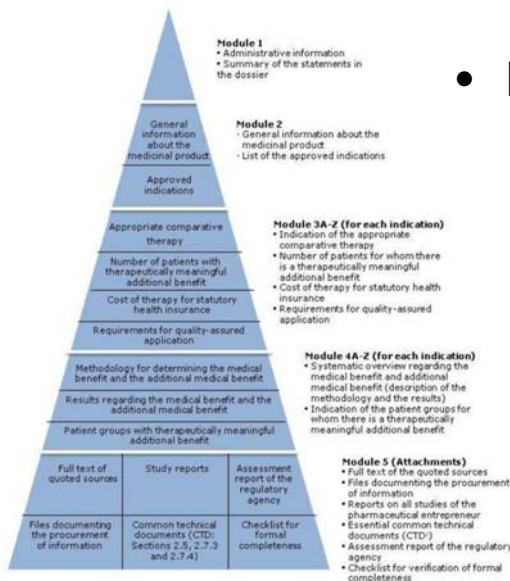 Module 1
• Administrative information
• Summary of the statements in
the dossier
•
General
information
about the
medicinal product
Approved
indications
Module 2
· General information about the
medicinal product
· List of the approved indications
Appropriate comparative
therapy
Number of patients with
therapeutically meaningful
additional benefit
Cost of therapy for statutory
health insurance
Requirements for quality-assured
application
Module 3A-Z (for each indication)
• Indication of the appropriate
comparative therapy
• Number of patients for whom there
is a therapeutically meaningful
additional benefit
• Cost of therapy for statutory health
insurance
• Requirements for quality-assured
application
Methodology for determining the medical
benefit and the additional medical benefit
Results regarding the medical benefit and the
additional medical benefit
Patient groups with therapeutically meaningful
additional benefit
Module 4A-Z (for each indication)
• Systematic overview regarding the
medical benefit and additional
medical benefit (description of the
methodology and the results)
• Indication of the patient groups for
whom there is a therapeutically
meaningful additional benefit
Full text of
quoted sources
Study reports
Assessment
report of the
regulatory
agency
Files documenting
the procurement
of information
Common technical
documents (CTD:
Sections 2.5, 2.7.3
and 2.7.4)
Checklist for
formal
completeness
Module 5 (Attachments)
• Full text of the quoted sources
• Files documenting the procurement
of information
• Reports on all studies of the
pharmaceutical entrepreneur
• Essential common technical
documents (CTD¹)
• Assessment report of the regulatory
agency
• Checklist for verification of formal
completeness